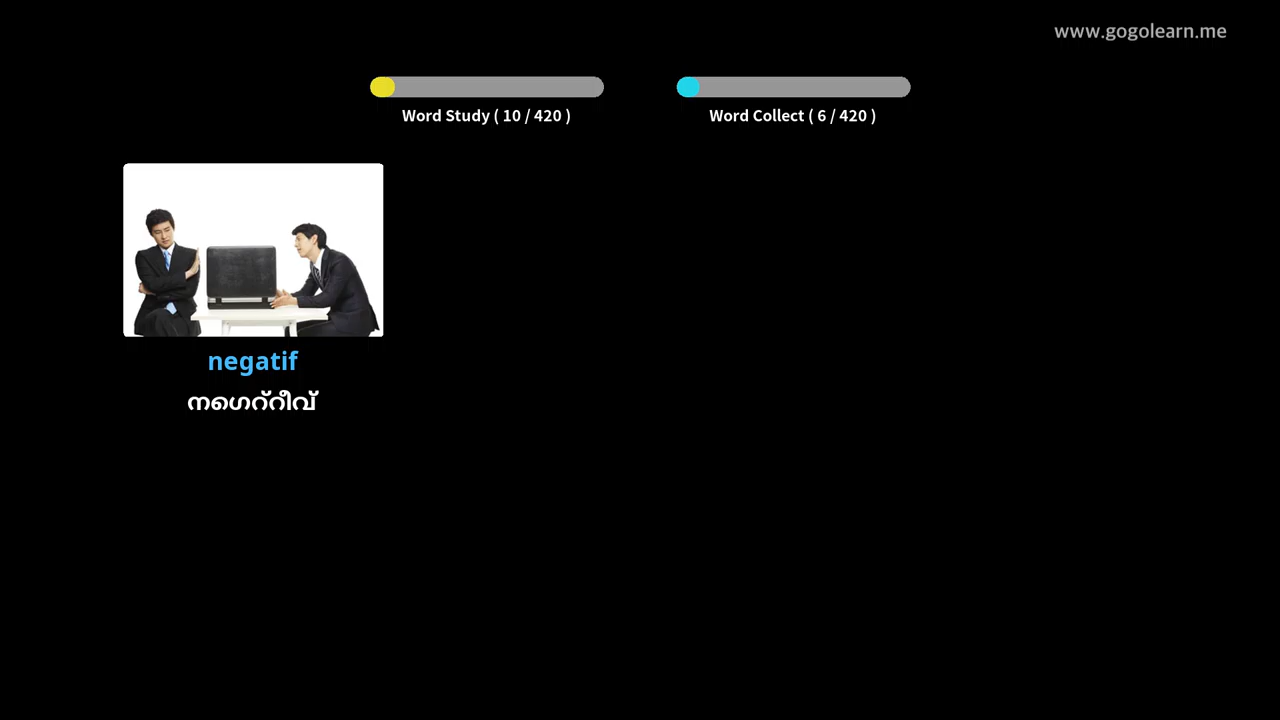 www.gogolearn.me
Word Study ( 10 / 420 )
Word Collect ( 6 / 420 )
negatif
നഗെറ്റീവ്